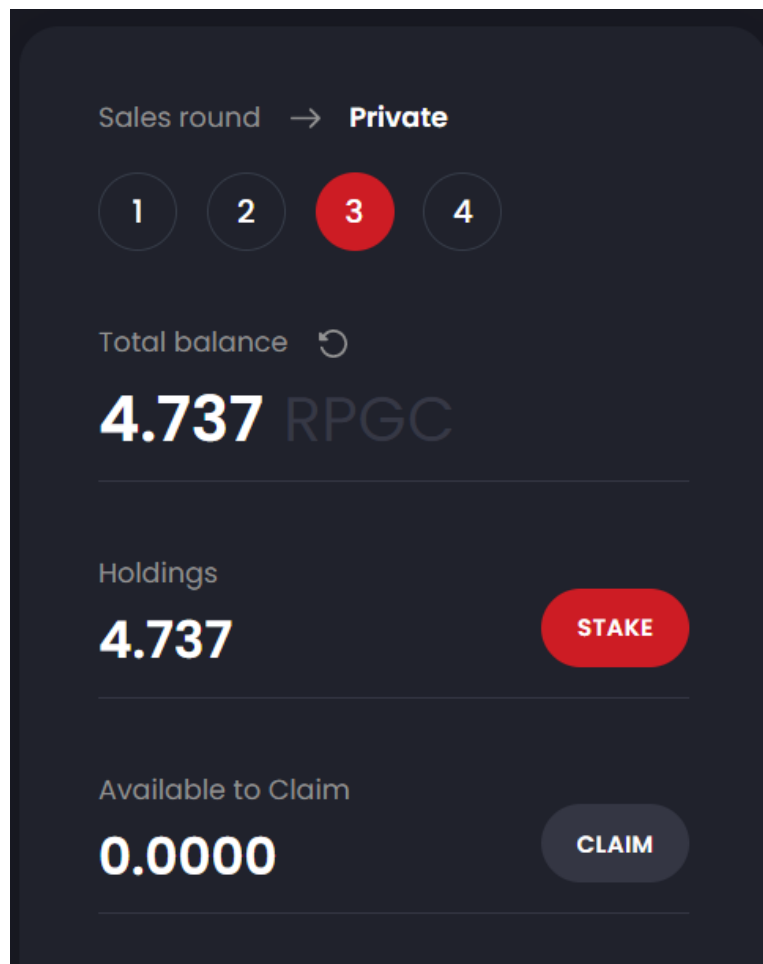 Sales round → Private
1 2 3 4
Total balance
4.737 RPGC
Holdings
4.737
STAKE
Available to Claim
0.0000
CLAIM